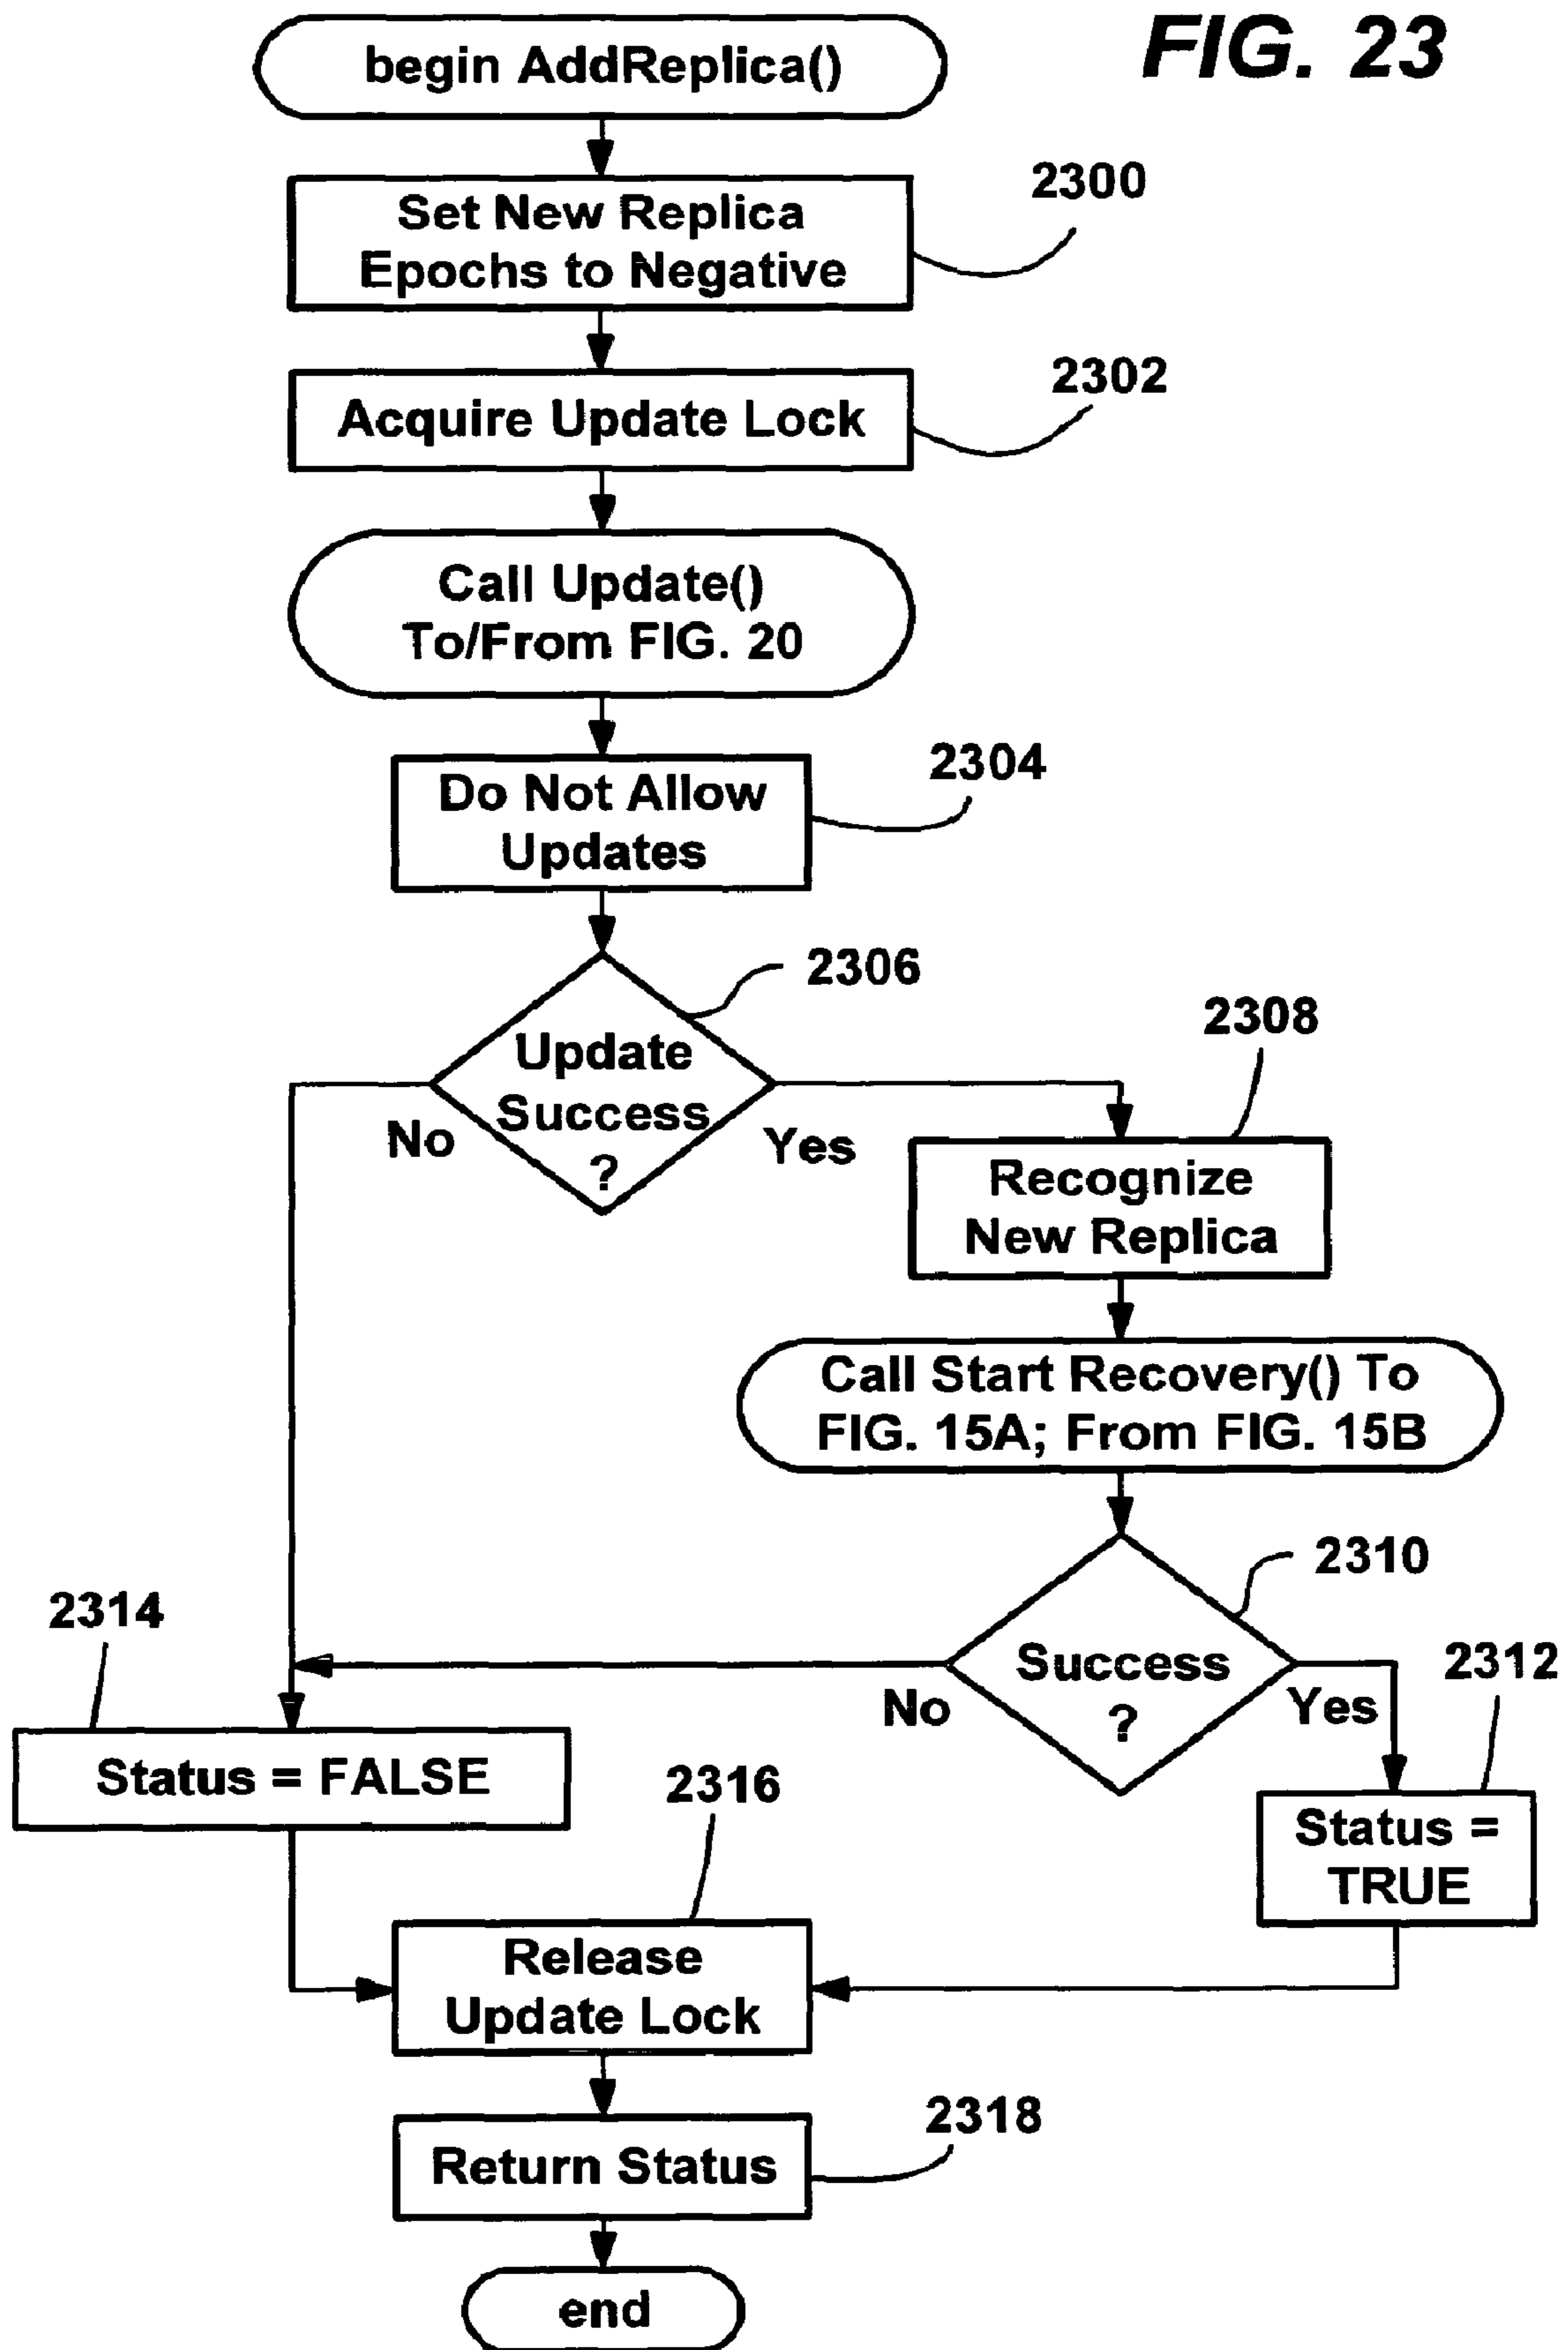 FIG. 23
begin AddReplica()
2300
Set New Replica
Epochs to Negative
2302
Acquire Update Lock
Call Update()
To/From FIG. 20
2304
Do Not Allow
Updates
2306
Update
Success
?
No
Yes
2308
Recognize
New Replica
Call Start Recovery() To
FIG. 15A; From FIG. 15B
2310
Success
?
No
Yes
2312
Status =
TRUE
2314
Status = FALSE
2316
Release
Update Lock
2318
Return Status
end